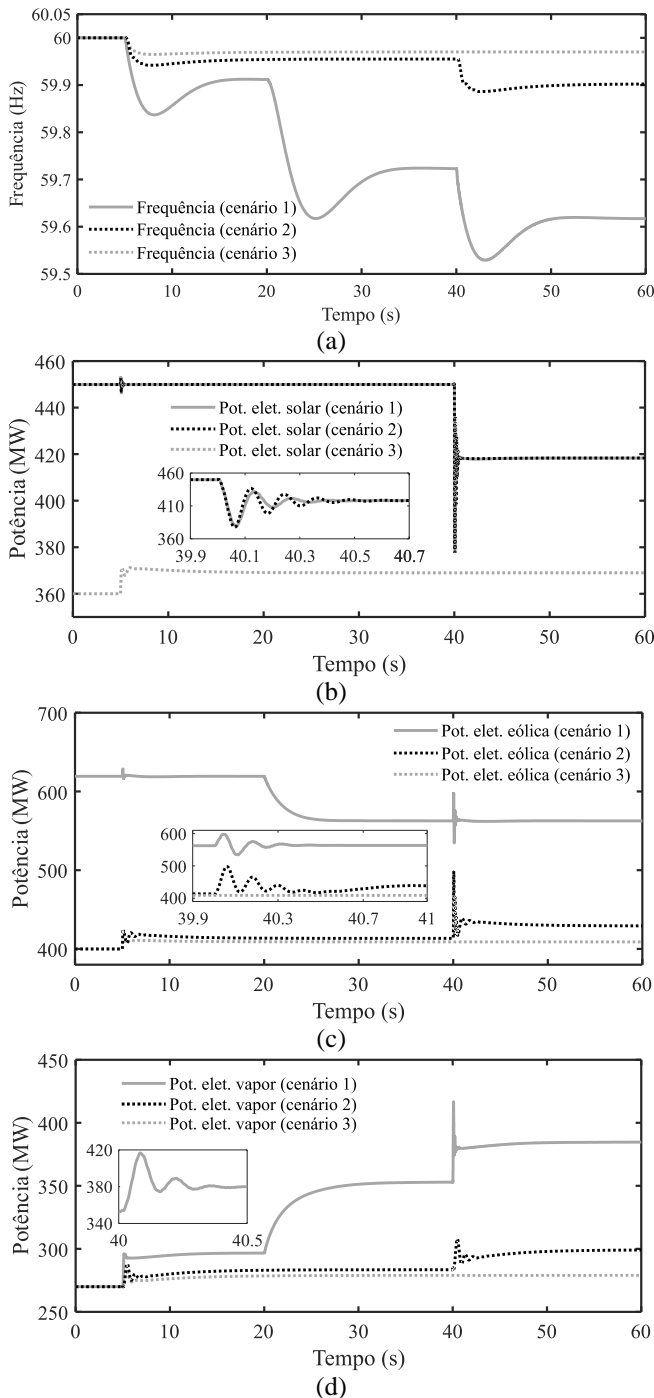 60.05
60
59.9
59.8
59.7
59.6
59.5
Frequência (Hz)
Frequência (cenário 1)
Frequência (cenário 2)
Frequência (cenário 3)
0 10 20 30 40 50 60
Tempo (s)
(a)
460
440
420
400
380
360
Potência (MW)
Pot. elet. solar (cenário 1)
Pot. elet. solar (cenário 2)
Pot. elet. solar (cenário 3)
460
410
360
39.9 40.1 40.3 40.5 40.7
0 10 20 30 40 50 60
Tempo (s)
(b)
700
600
500
400
Potência (MW)
Pot. elet. eólica (cenário 1)
Pot. elet. eólica (cenário 2)
Pot. elet. eólica (cenário 3)
600
500
400
39.9 40.3 40.7 41
0 10 20 30 40 50 60
Tempo (s)
(c)
450
400
350
300
250
Potência (MW)
Pot. elet. vapor (cenário 1)
Pot. elet. vapor (cenário 2)
Pot. elet. vapor (cenário 3)
420
380
340
40 40.5
0 10 20 30 40 50 60
Tempo (s)
(d)